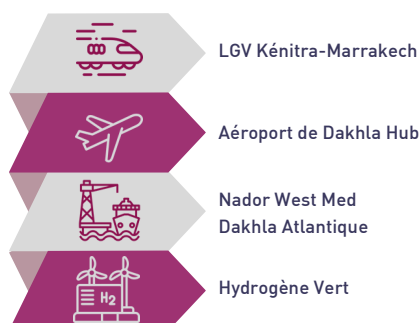 LGV Kénitra-Marrakech
Aéroport de Dakhla Hub
Nador West Med
Dakhla Atlantique
H2
Hydrogène Vert